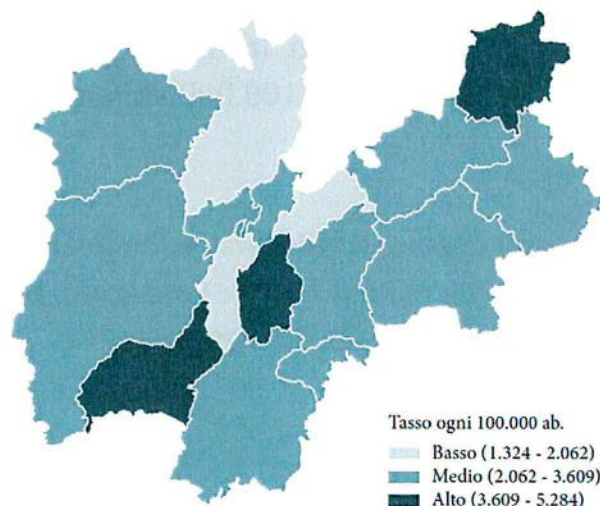 Tasso ogni 100.000 ab.
Basso (1.324 - 2.062)
Medio (2.062 - 3.609)
Alto (3.609 - 5.284)